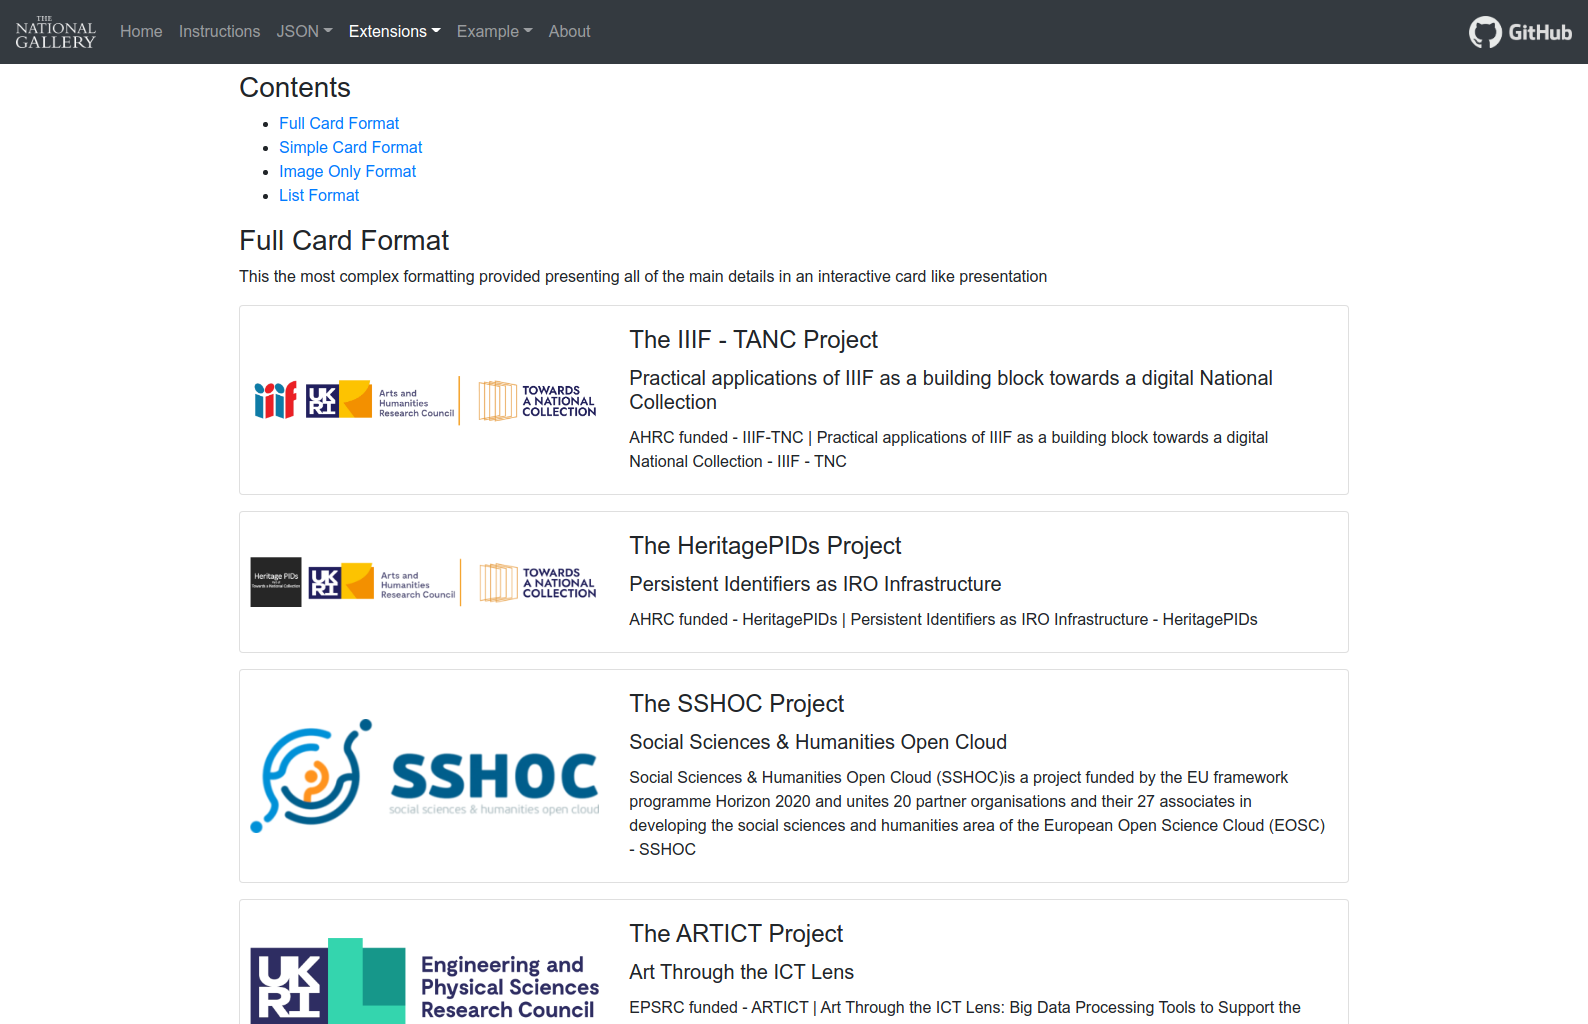 THE
NATIONAL
GALLERY
Home Instructions JSON Extensions Example About
GitHub
Contents
Full Card Format
Simple Card Format
Image Only Format
List Format
Full Card Format
This the most complex formatting provided presenting all of the main details in an interactive card like presentation
iiif
UK
RI
Arts and
Humanities
Research Council
TOWARDS
A NATIONAL
COLLECTION
The IIIF - TANC Project
Practical applications of IIIF as a building block towards a digital National
Collection
AHRC funded - IIIF-TNC | Practical applications of IIIF as a building block towards a digital
National Collection - IIIF - TNC
Heritage PIDs
Towards a National Collection
UK
RI
Arts and
Humanities
Research Council
TOWARDS
A NATIONAL
COLLECTION
The HeritagePIDs Project
Persistent Identifiers as IRO Infrastructure
AHRC funded - HeritagePIDs | Persistent Identifiers as IRO Infrastructure - HeritagePIDs
SSHOC
social sciences & humanities open cloud
The SSHOC Project
Social Sciences & Humanities Open Cloud
Social Sciences & Humanities Open Cloud (SSHOC)is a project funded by the EU framework
programme Horizon 2020 and unites 20 partner organisations and their 27 associates in
developing the social sciences and humanities area of the European Open Science Cloud (EOSC)
- SSHOC
UK
RI
Engineering and
Physical Sciences
Research Council
The ARTICT Project
Art Through the ICT Lens
EPSRC funded - ARTICT | Art Through the ICT Lens: Big Data Processing Tools to Support the